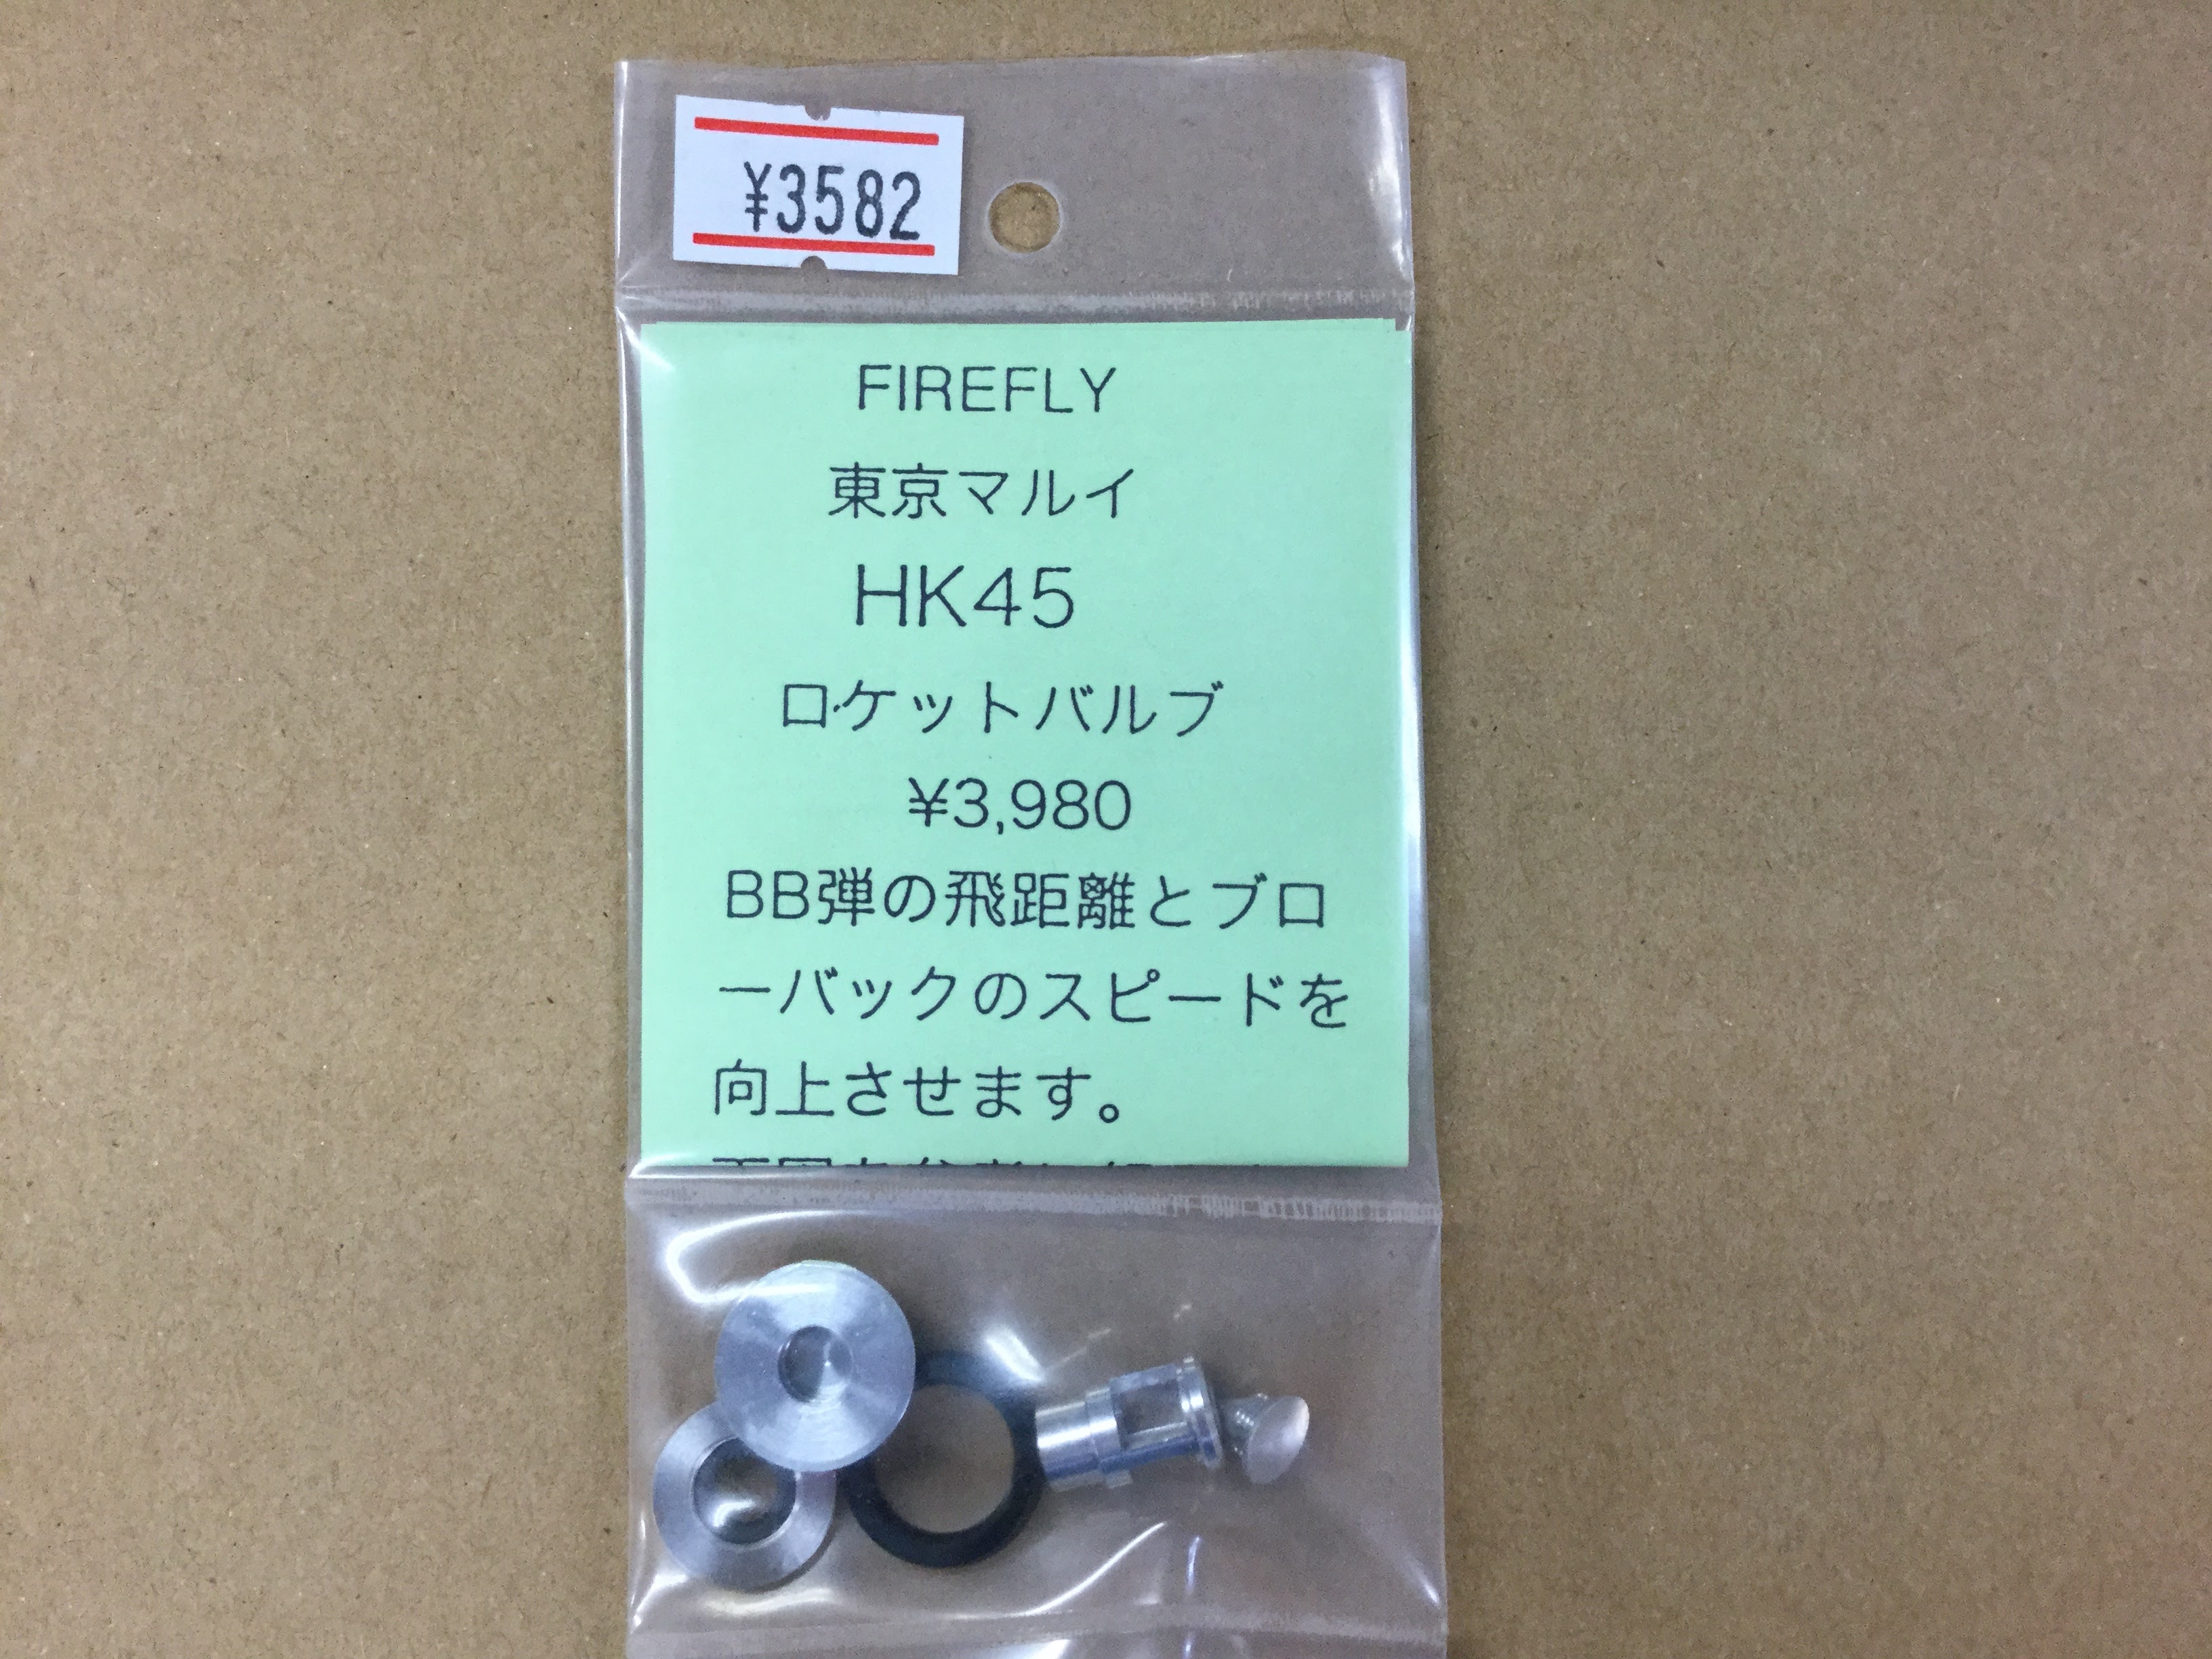 ¥3582
FIREFLY
東京マルイ
HK45
ロケットバルブ
¥3,980
BB弾の飛距離とブロ
ーバックのスピードを
向上させます。